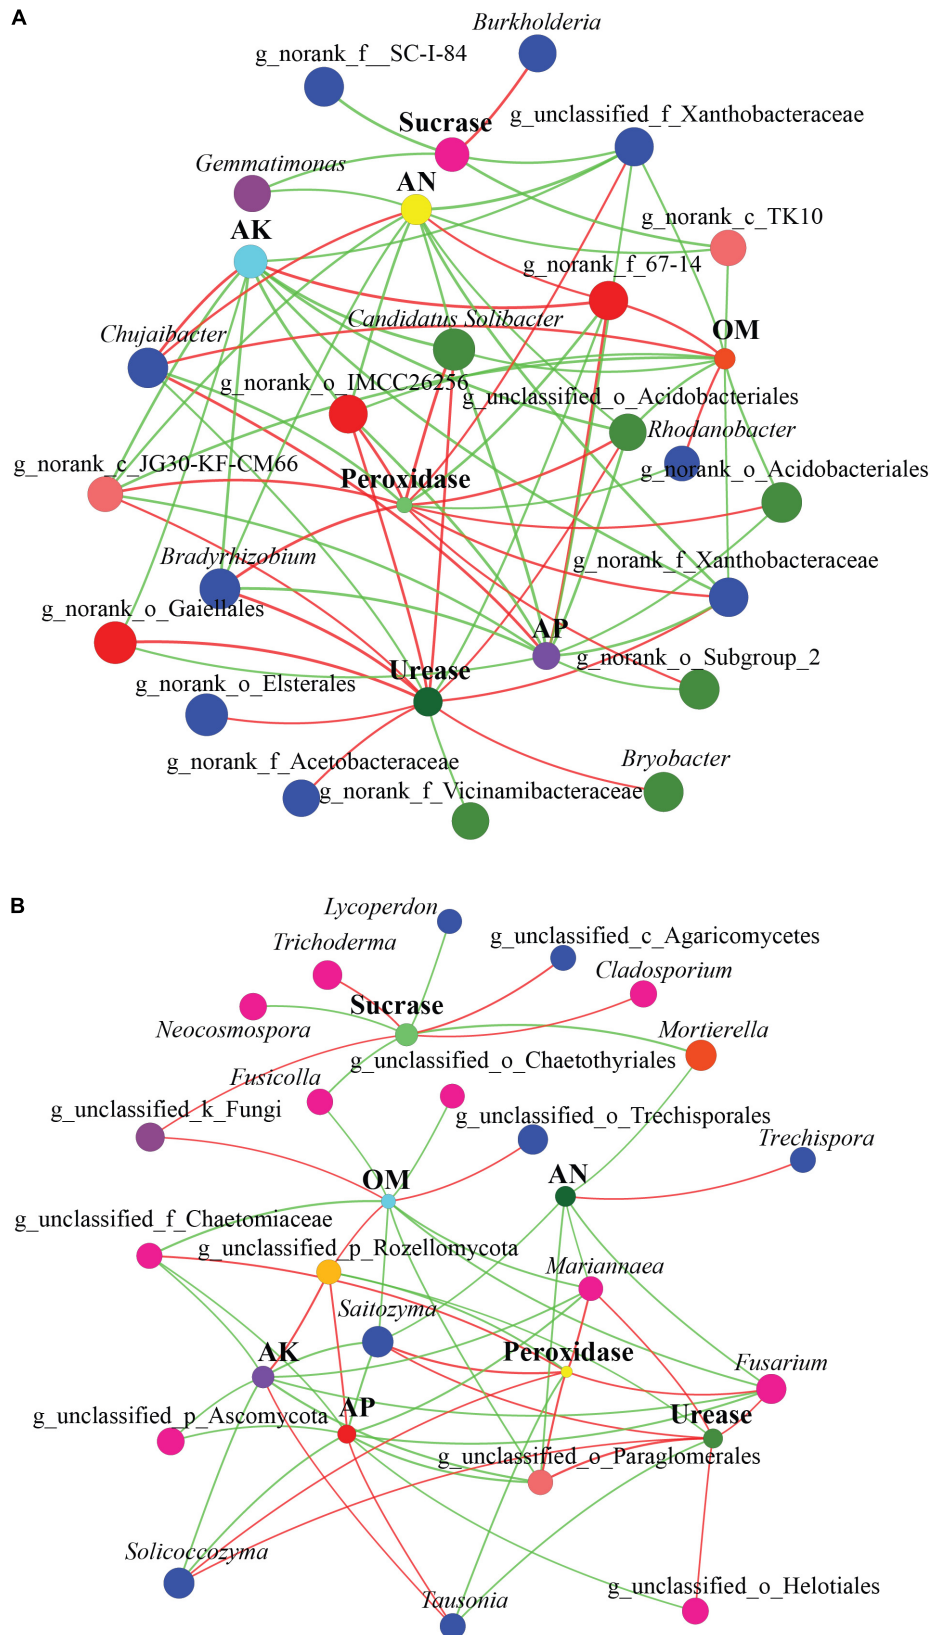 A
Burkholderia
g_norank_f__SC-I-84
g_unclassified_f_Xanthobacteraceae
Sucrase
Gemmatimonas
AN
g_norank_c_TK10
AK
g_norank_f_67-14
Candidatus Solibacter
Chujaibacter
OM
g_norank_o_IMCC26256
g_unclassified_o_Acidobacteriales
Rhodanobacter
g_norank_c_JG30-KF-CM66
g_norank_o_Acidobacteriales
Peroxidase
Bradyrhizobium
g_norank_f_Xanthobacteraceae
g_norank_o_Gaiellales
AP
g_norank_o_Subgroup_2
Urease
g_norank_o_Elsterales
g_norank_f_Acetobacteraceae
Bryobacter
g_norank_f_Vicinamibacteraceae
B
Lycoperdon
Trichoderma
g_unclassified_c_Agaricomycetes
Cladosporium
Sucrase
Neocosmospora
Mortierella
g_unclassified_o_Chaetothyriales
Fusicolla
g_unclassified_k_Fungi
g_unclassified_o_Trechisporales
Trechispora
OM
AN
g_unclassified_f_Chaetomiaceae
g_unclassified_p_Rozellomycota
Mariannaea
Saitozyma
AK
Peroxidase
Fusarium
g_unclassified_p_Ascomycota
AP
Urease
g_unclassified_o_Paraglomerales
Solicoccozyma
g_unclassified_o_Helotiales
Tausonia